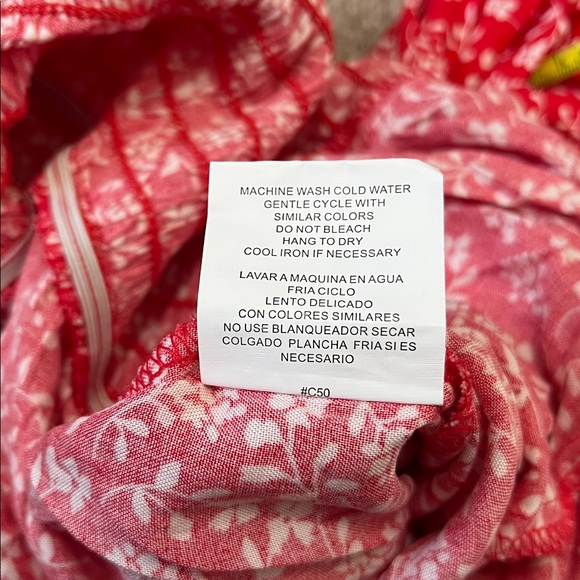 MACHINE WASH COLD WATER
GENTLE CYCLE WITH
SIMILAR COLORS
DO NOT BLEACH
HANG TO DRY
COOL IRON IF NECESSARY
LAVAR A MAQUINA EN AGUA
FRIA CICLO
LENTO DELICADO
CON COLORES SIMILARES
NO USE BLANQUEADOR SECAR
COLGADO PLANCHA FRIA SI ES
NECESARIO
#C50